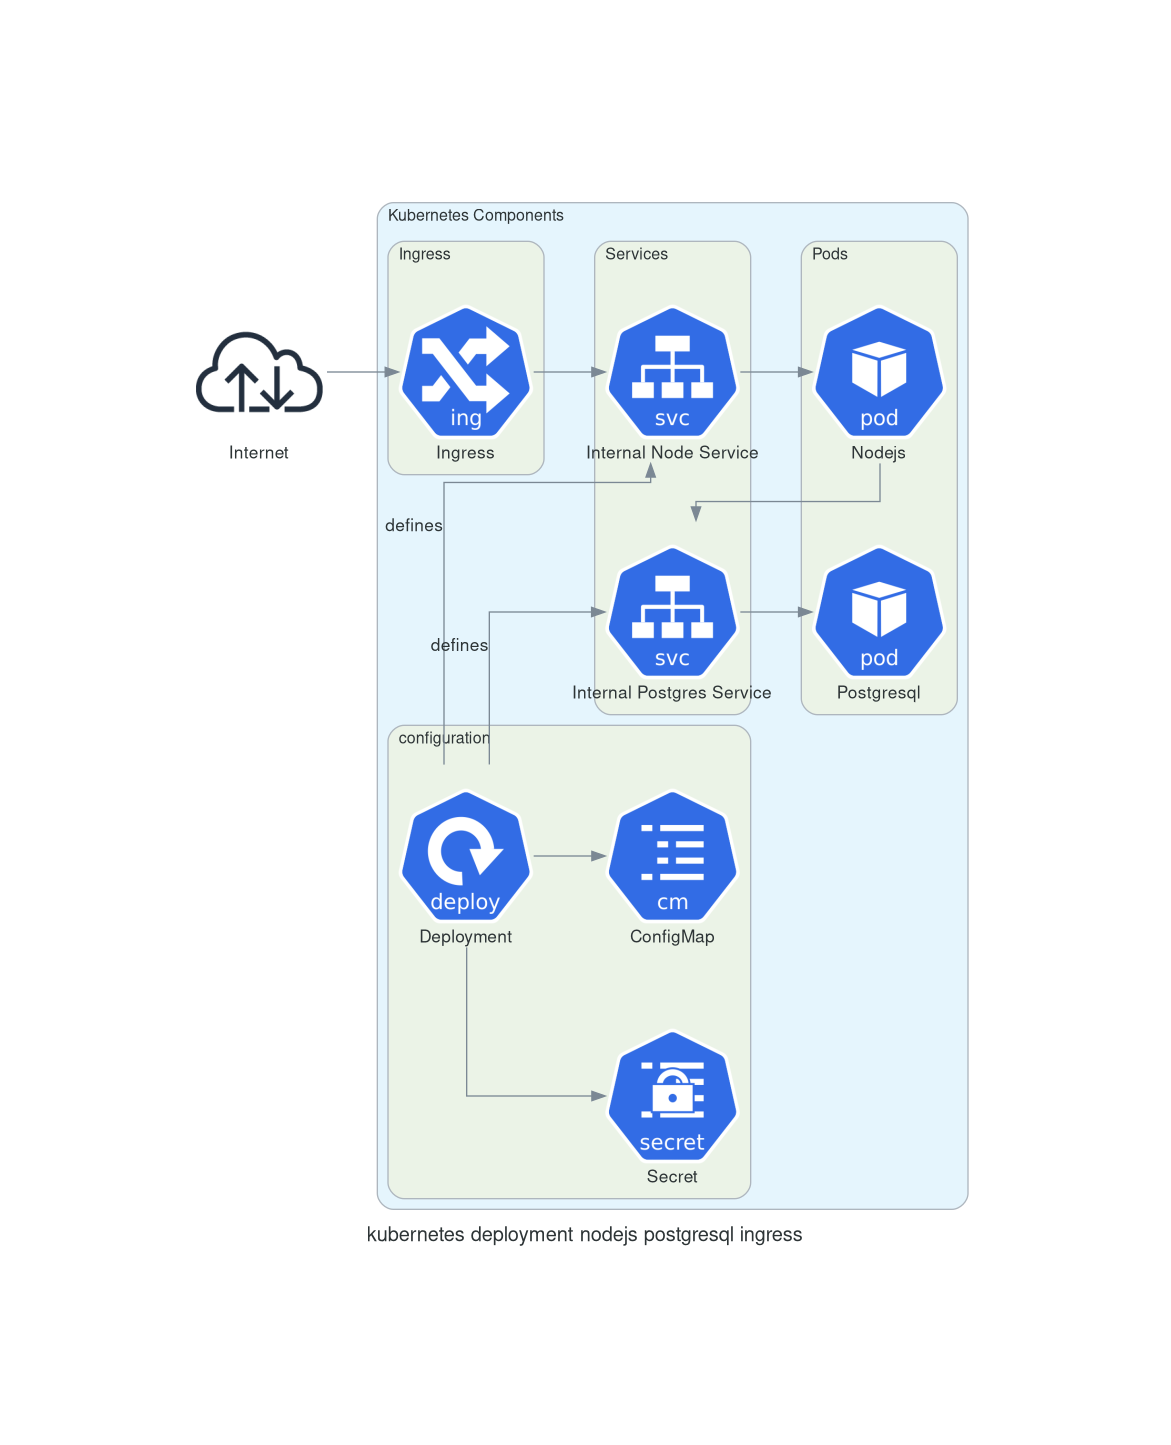 Kubernetes Components
Ingress
Services
Pods
ing
svc
pod
Internet
Ingress
Internal Node Service
Nodejs
defines
defines
svc
pod
Internal Postgres Service
Postgresql
configuration
deploy
cm
Deployment
ConfigMap
secret
Secret
kubernetes deployment nodejs postgresql ingress